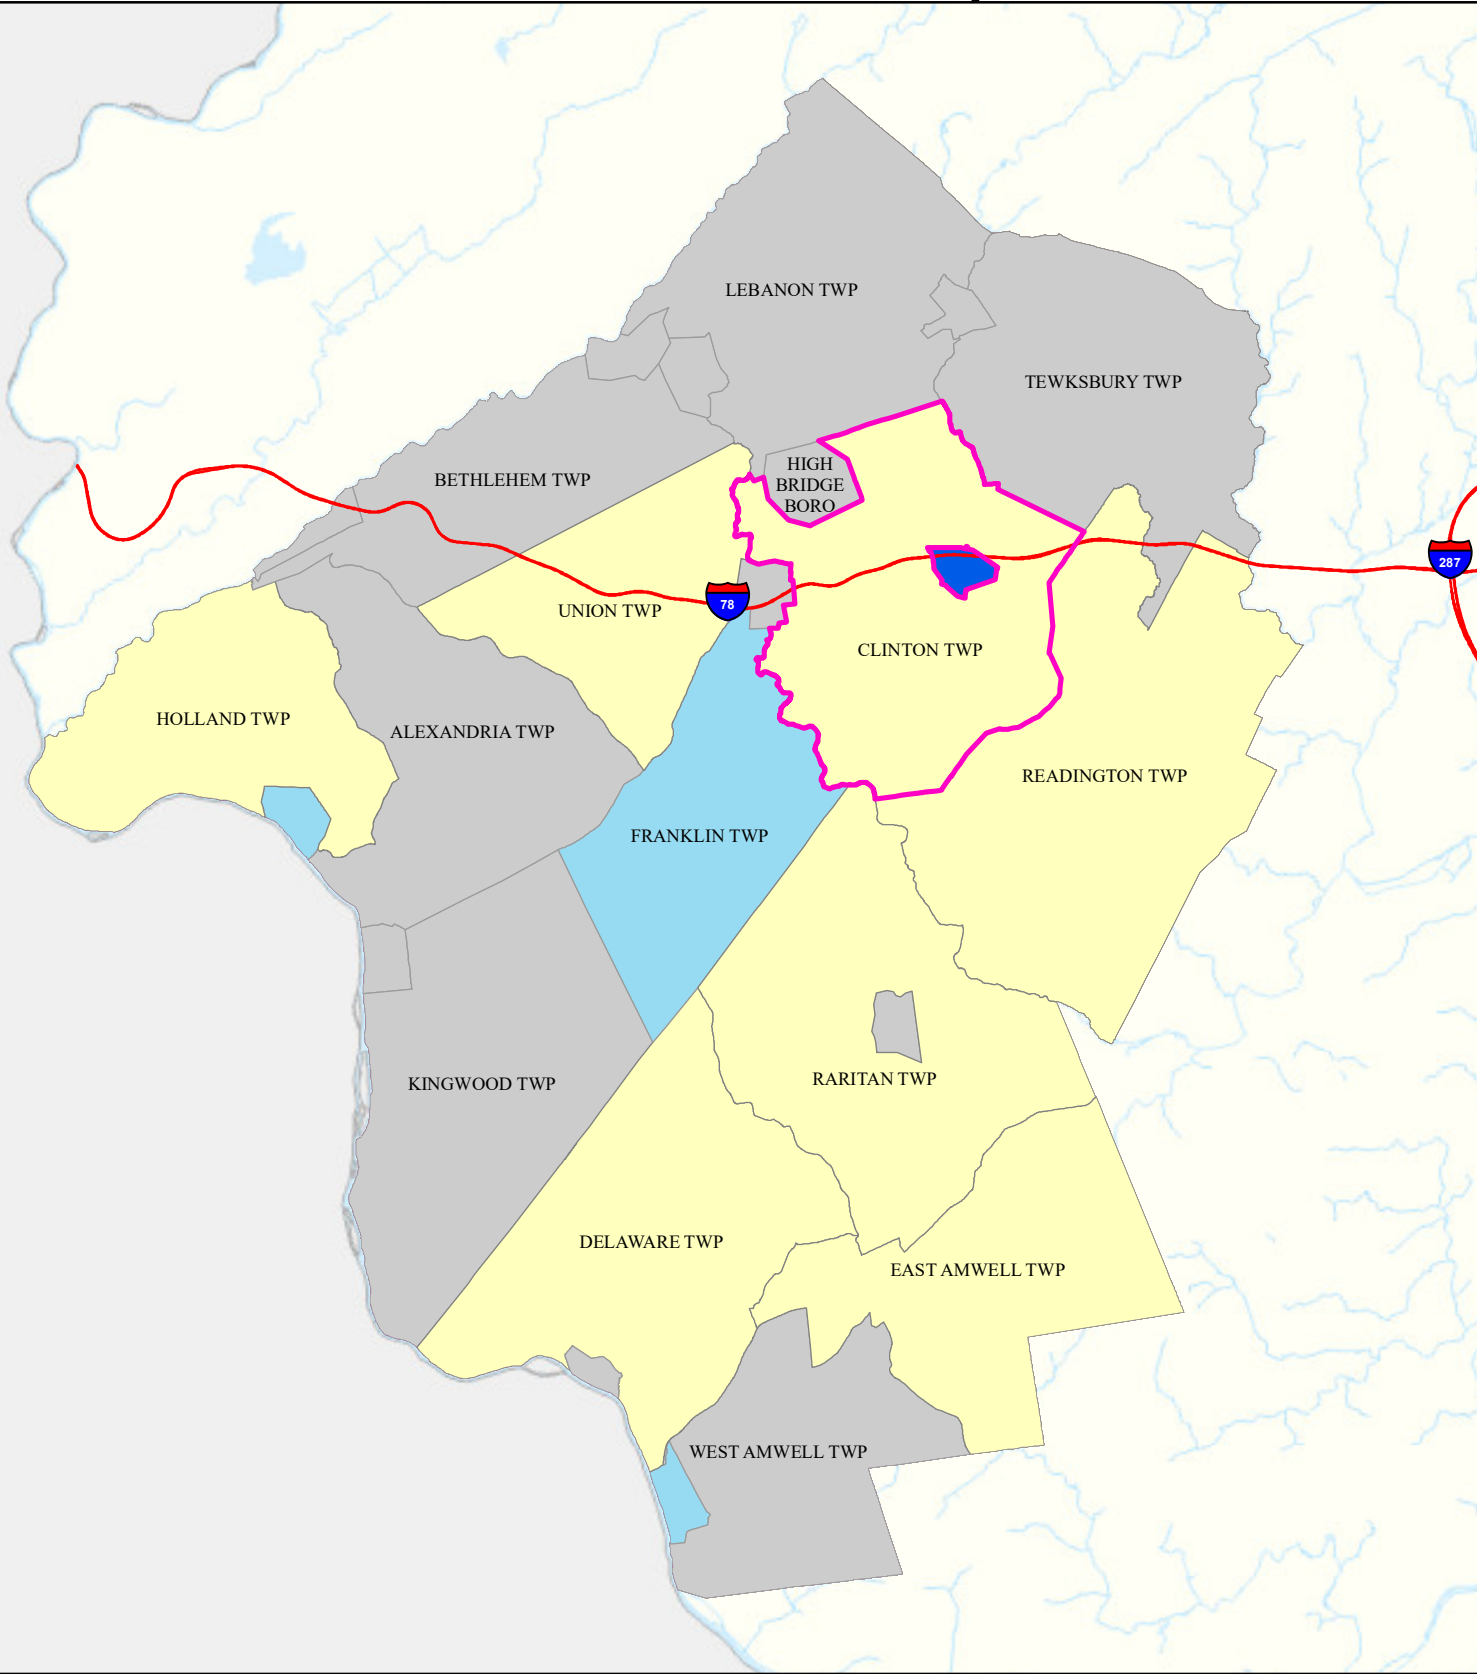 LEBANON TWP
TEWKSBURY TWP
HIGH
BRIDGE
BORO
BETHLEHEM TWP
287
78
UNION TWP
CLINTON TWP
HOLLAND TWP
ALEXANDRIA TWP
READINGTON TWP
FRANKLIN TWP
RARITAN TWP
KINGWOOD TWP
DELAWARE TWP
EAST AMWELL TWP
WEST AMWELL TWP